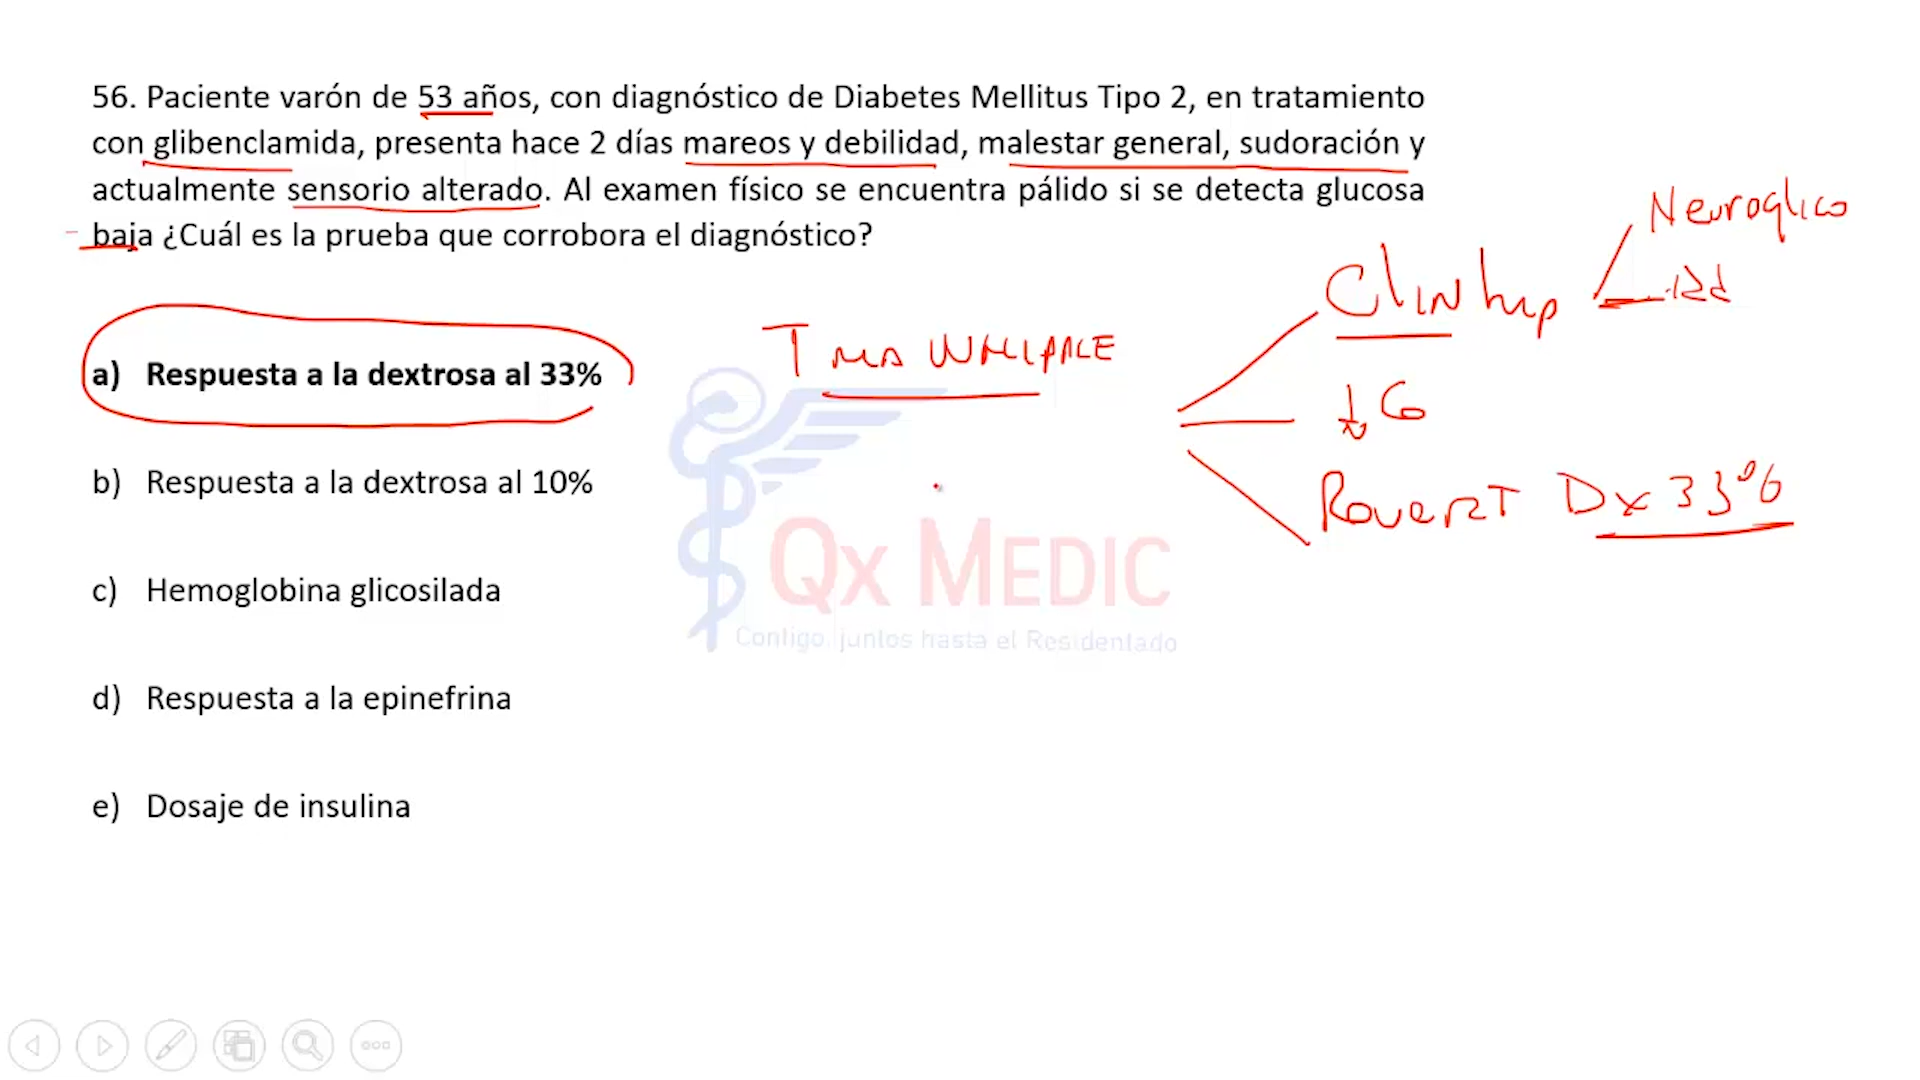 56. Paciente varón de 53 años, con diagnóstico de Diabetes Mellitus Tipo 2, en tratamiento
con glibenclamida, presenta hace 2 días mareos y debilidad, malestar general, sudoración y
actualmente sensorio alterado. Al examen físico se encuentra pálido si se detecta glucosa
baja ¿Cuál es la prueba que corrobora el diagnóstico?
Neuroglico
Clin hip
T WHIPPLE
a) Respuesta a la dextrosa al 33%
↓ G
b) Respuesta a la dextrosa al 10%
Dx 33%
Qx MEDIC
c) Hemoglobina glicosilada
Contigo, juntos hasta el Residentado
d) Respuesta a la epinefrina
e) Dosaje de insulina